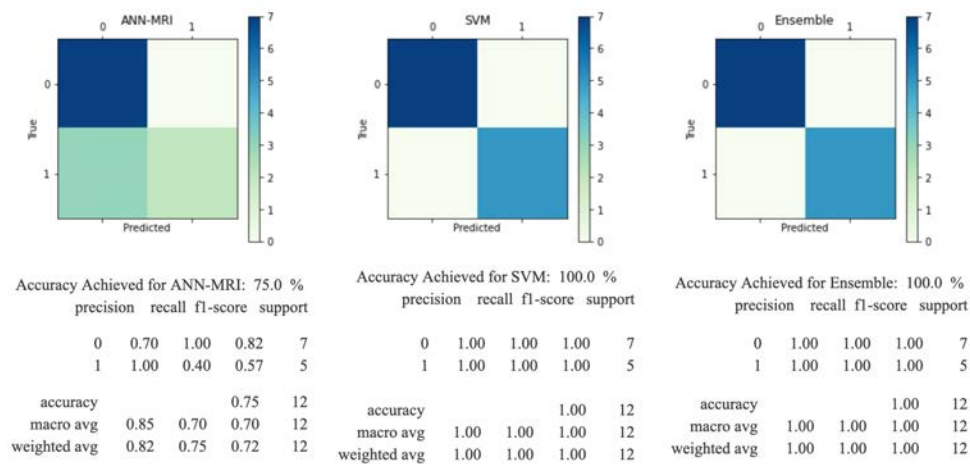 ANN-MRI
0 1
7
6
5
4
3
2
1
0
0
1
True
Predicted
SVM
0 1
7
6
5
4
3
2
1
0
0
1
True
Predicted
Ensemble
0 1
7
6
5
4
3
2
1
0
0
1
True
Predicted
Accuracy Achieved for ANN-MRI: 75.0 %
precision recall f1-score support
0 0.70 1.00 0.82 7
1 1.00 0.40 0.57 5
accuracy 0.75 12
macro avg 0.85 0.70 0.70 12
weighted avg 0.82 0.75 0.72 12
Accuracy Achieved for SVM: 100.0 %
precision recall f1-score support
0 1.00 1.00 1.00 7
1 1.00 1.00 1.00 5
accuracy 1.00 12
macro avg 1.00 1.00 1.00 12
weighted avg 1.00 1.00 1.00 12
Accuracy Achieved for Ensemble: 100.0 %
precision recall f1-score support
0 1.00 1.00 1.00 7
1 1.00 1.00 1.00 5
accuracy 1.00 12
macro avg 1.00 1.00 1.00 12
weighted avg 1.00 1.00 1.00 12